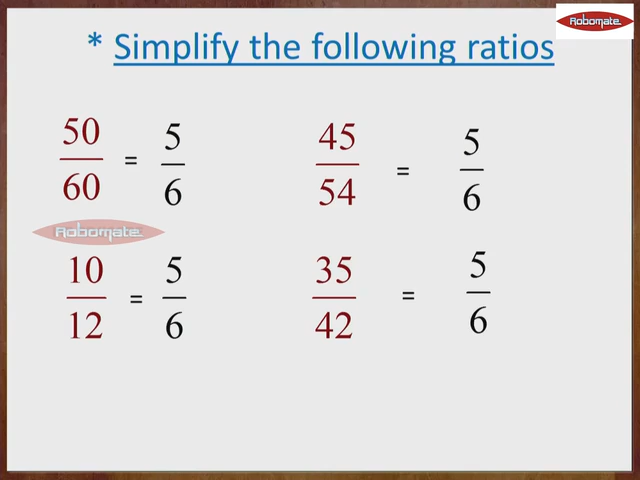 Robomate
* Simplify the following ratios
50/60 = 5/6
45/54 = 5/6
Robomate
10/12 = 5/6
35/42 = 5/6